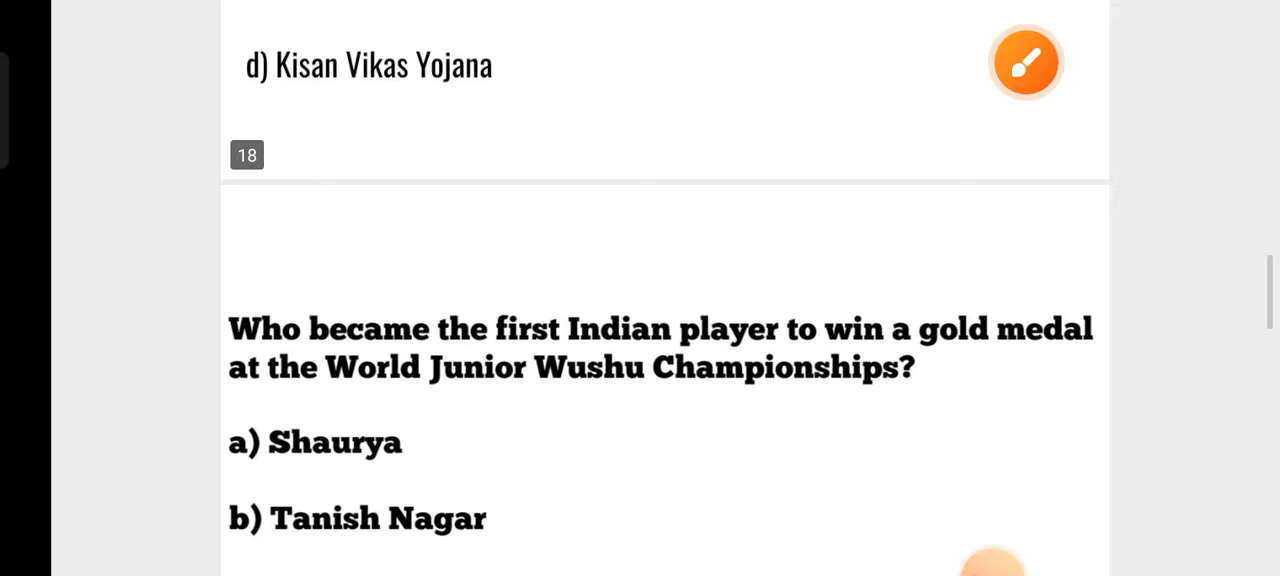 d) Kisan Vikas Yojana
18
Who became the first Indian player to win a gold medal
at the World Junior Wushu Championships?
a) Shaurya
b) Tanish Nagar